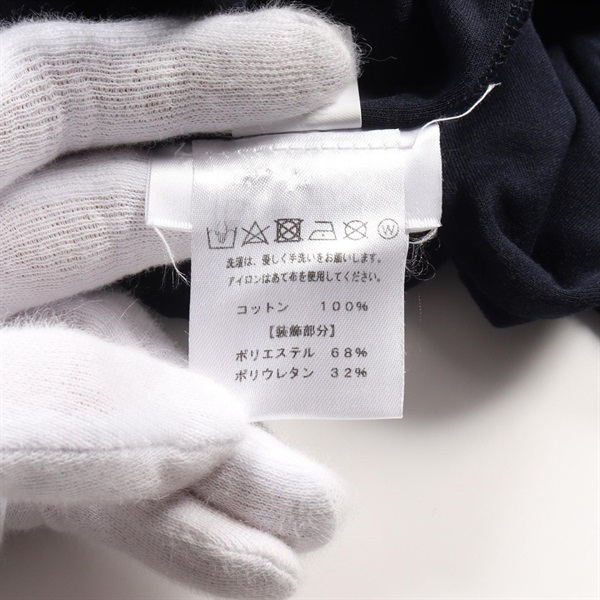 W
洗濯は、優しく手洗いをお願いします。
アイロンはあて布を使用してください。
コットン 100%
【装飾部分】
ポリエステル 68%
ポリウレタン 32%